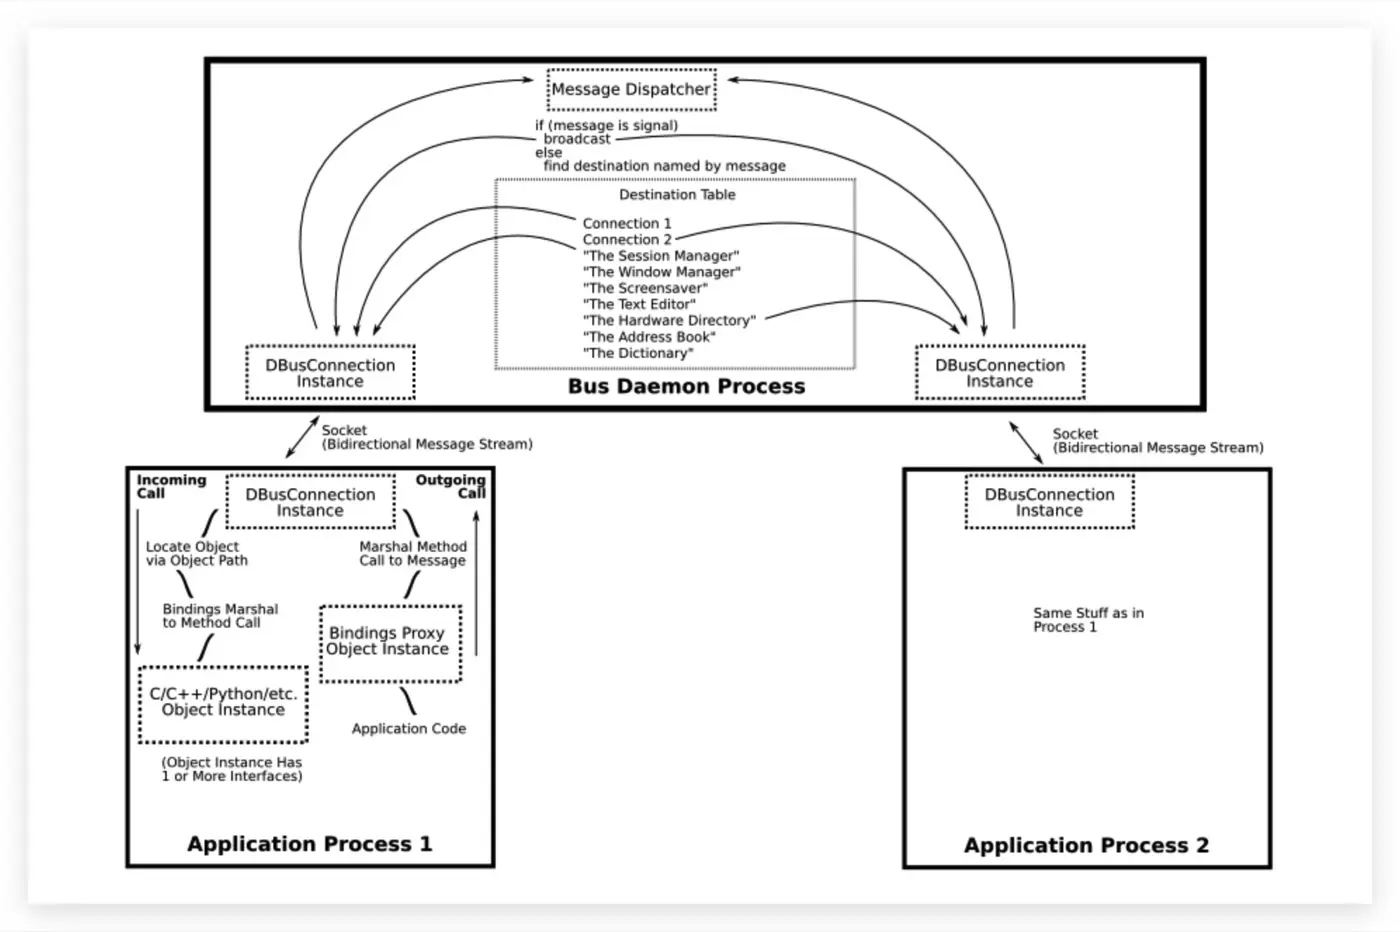 Message Dispatcher
if (message is signal)
broadcast
else
find destination named by message
Destination Table
Connection 1
Connection 2
"The Session Manager"
"The Window Manager"
"The Screensaver"
"The Text Editor"
"The Hardware Directory"
"The Address Book"
"The Dictionary"
DBusConnection
Instance
DBusConnection
Instance
Bus Daemon Process
Socket
(Bidirectional Message Stream)
Socket
(Bidirectional Message Stream)
Incoming
Call
DBusConnection
Instance
Outgoing
Call
Locate Object
via Object Path
Marshal Method
Call to Message
Bindings Marshal
to Method Call
Bindings Proxy
Object Instance
C/C++/Python/etc.
Object Instance
Application Code
(Object Instance Has
1 or More Interfaces)
Application Process 1
DBusConnection
Instance
Same Stuff as in
Process 1
Application Process 2